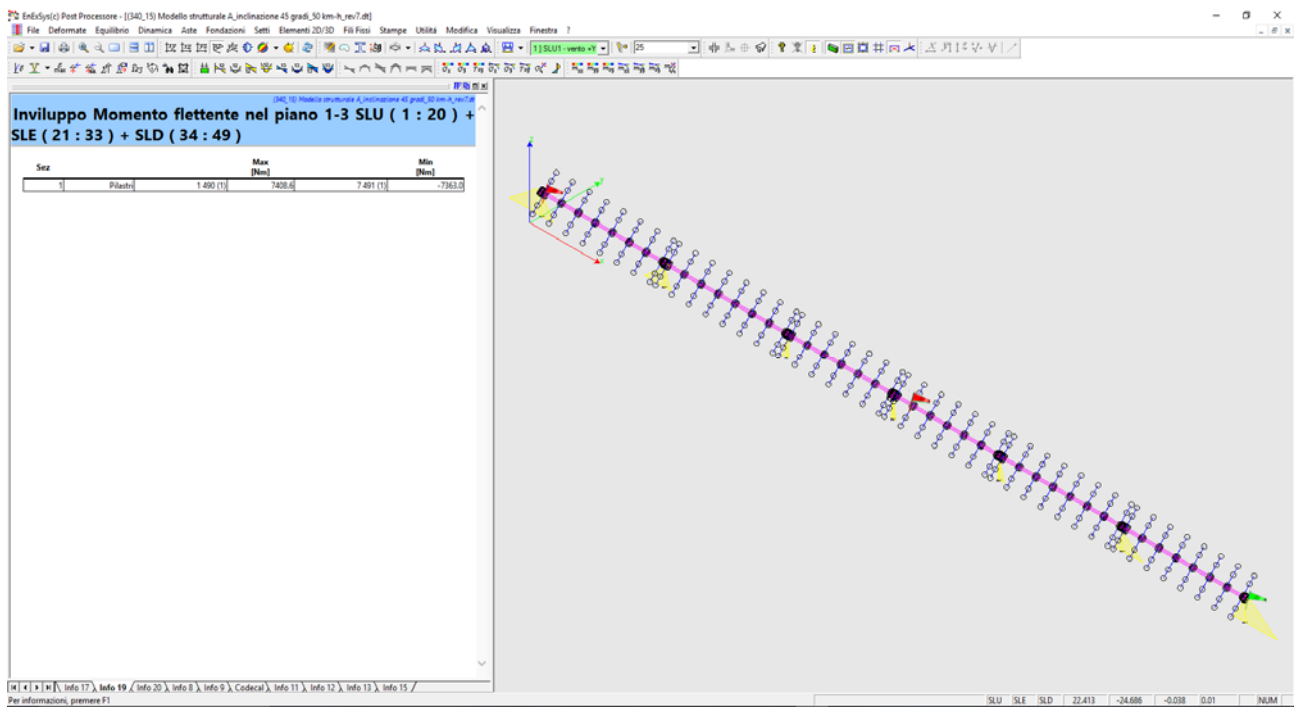 EnExSys(c) Post Processore - [(340_15) Modello strutturale A_inclinazione 45 gradi_50 km-h_rev7.dt]
File Deformate Equilibrio Dinamica Aste Fondazioni Setti Elementi 2D/3D Fili Fissi Stampe Utilità Modifica Visualizza Finestra ?
1] SLU1 - vento +Y 25
(340_15) Modello strutturale A_inclinazione 45 gradi_50 km-h_rev7.dt
Inviluppo Momento flettente nel piano 1-3 SLU ( 1 : 20 ) +
SLE ( 21 : 33 ) + SLD ( 34 : 49 )
Sez Max Min
[Nm] [Nm]
1 Pilastri 1 490 (1) 7408.6 7 491 (1) -7363.0
Info 17 Info 19 Info 20 Info 8 Info 9 Codecal Info 11 Info 12 Info 13 Info 15
Per informazioni, premere F1 SLU SLE SLD 22.413 -24.686 -0.038 0.01 NUM